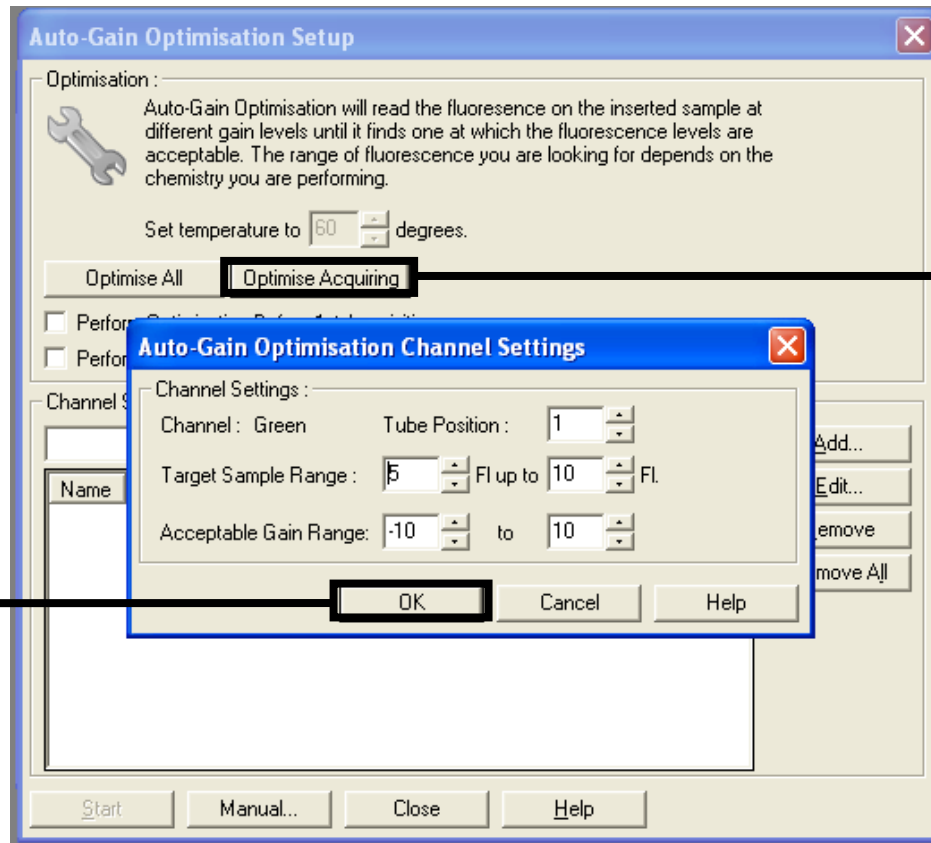 Auto-Gain Optimisation Setup
Optimisation :
Auto-Gain Optimisation will read the fluoresence on the inserted sample at
different gain levels until it finds one at which the fluorescence levels are
acceptable. The range of fluorescence you are looking for depends on the
chemistry you are performing.
Set temperature to 60 degrees.
Optimise All Optimise Acquiring
Auto-Gain Optimisation Channel Settings
Channel Settings :
Channel : Green Tube Position : 1
Target Sample Range : 5 Fl up to 10 Fl.
Acceptable Gain Range: -10 to 10
OK Cancel Help
Channel
Name
Add...
Edit...
emove
move All
Start Manual... Close Help